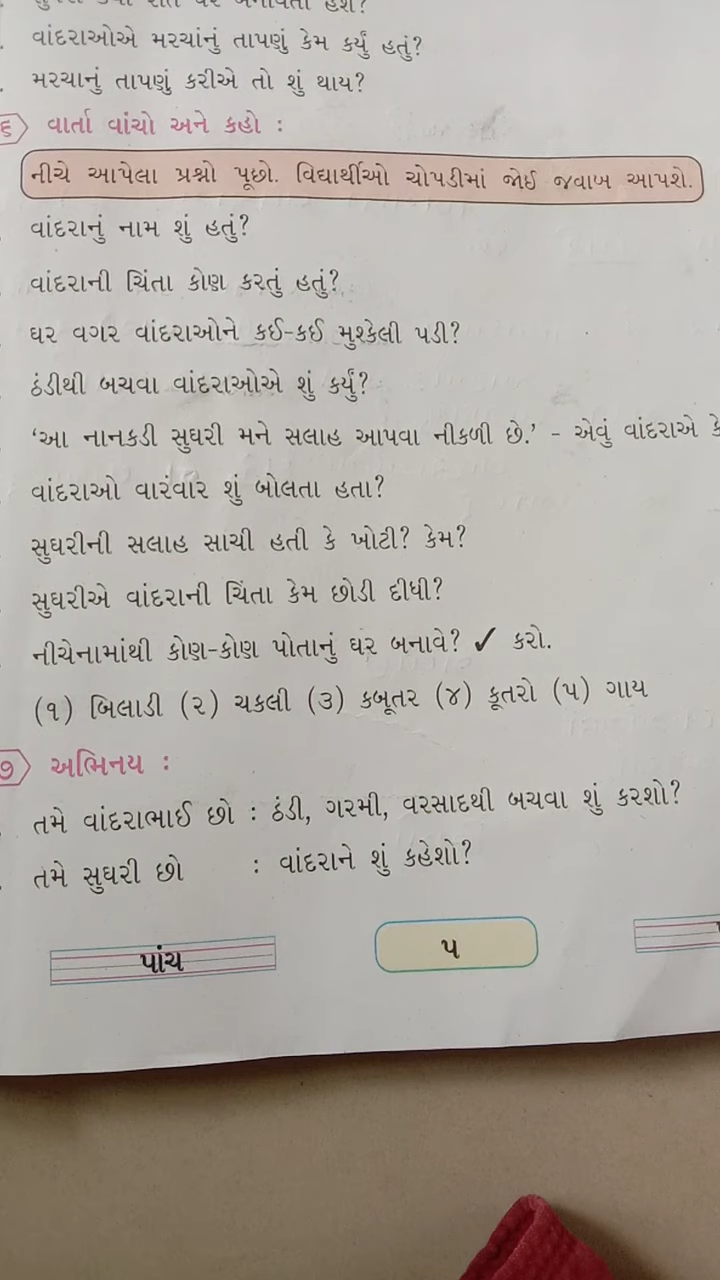 વાંદરાઓએ મરચાંનું તાપણું કેમ કર્યું હતું?
મરચાનું તાપણું કરીએ તો શું થાય?
૬ વાર્તા વાંચો અને કહો :
નીચે આપેલા પ્રશ્નો પૂછો. વિદ્યાર્થીઓ ચોપડીમાં જોઈ જવાબ આપશે.
વાંદરાનું નામ શું હતું?
વાંદરાની ચિંતા કોણ કરતું હતું?
ઘર વગર વાંદરાઓને કઈ-કઈ મુશ્કેલી પડી?
ઠંડીથી બચવા વાંદરાઓએ શું કર્યું?
‘આ નાનકડી સુઘરી મને સલાહ આપવા નીકળી છે.’ - એવું વાંદરાએ કે
વાંદરાઓ વારંવાર શું બોલતા હતા?
સુઘરીની સલાહ સાચી હતી કે ખોટી? કેમ?
સુઘરીએ વાંદરાની ચિંતા કેમ છોડી દીધી?
નીચેનામાંથી કોણ-કોણ પોતાનું ઘર બનાવે? ✓ કરો.
(૧) બિલાડી (૨) ચકલી (૩) કબૂતર (૪) કૂતરો (૫) ગાય
૭ અભિનય :
તમે વાંદરાભાઈ છો : ઠંડી, ગરમી, વરસાદથી બચવા શું કરશો?
તમે સુઘરી છો : વાંદરાને શું કહેશો?
પાંચ ૫